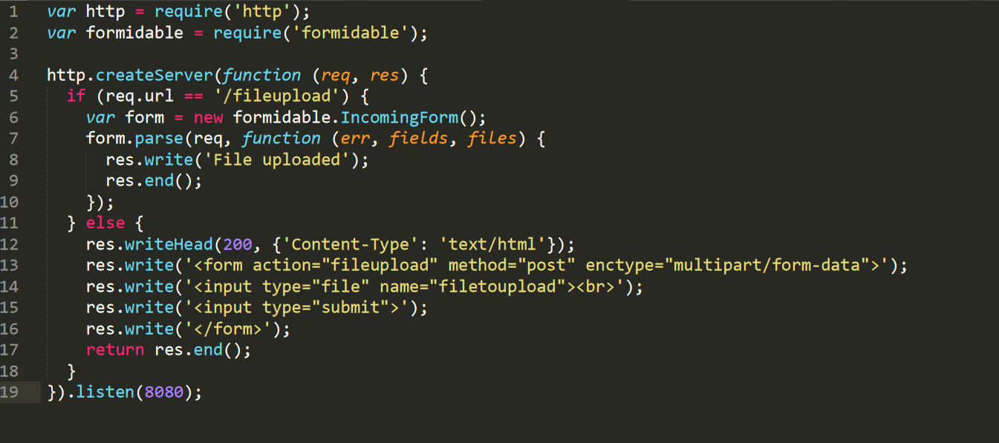 1 var http = require('http');
2 var formidable = require('formidable');
3
4 http.createServer(function (req, res) {
5   if (req.url == '/fileupload') {
6     var form = new formidable.IncomingForm();
7     form.parse(req, function (err, fields, files) {
8       res.write('File uploaded');
9       res.end();
10     });
11   } else {
12     res.writeHead(200, {'Content-Type': 'text/html'});
13     res.write('<form action="fileupload" method="post" enctype="multipart/form-data">');
14     res.write('<input type="file" name="filetoupload"><br>');
15     res.write('<input type="submit">');
16     res.write('</form>');
17     return res.end();
18   }
19 }).listen(8080);